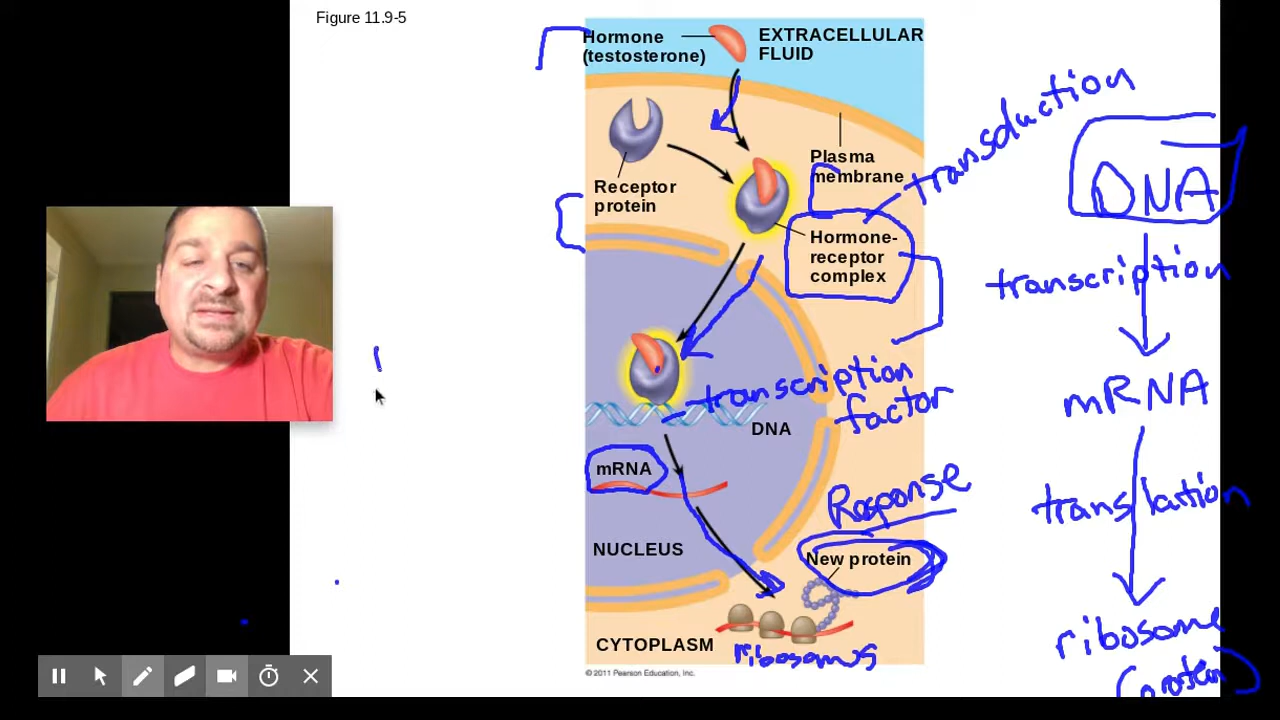 Figure 11.9-5
Hormone
(testosterone)
EXTRACELLULAR
FLUID
Plasma
membrane
Receptor
protein
Hormone-
receptor
complex
transduction
DNA
transcription
mRNA
translation
ribosome
(protein)
transcription
factor
DNA
mRNA
Response
NUCLEUS
New protein
CYTOPLASM
ribosomes
© 2011 Pearson Education, Inc.